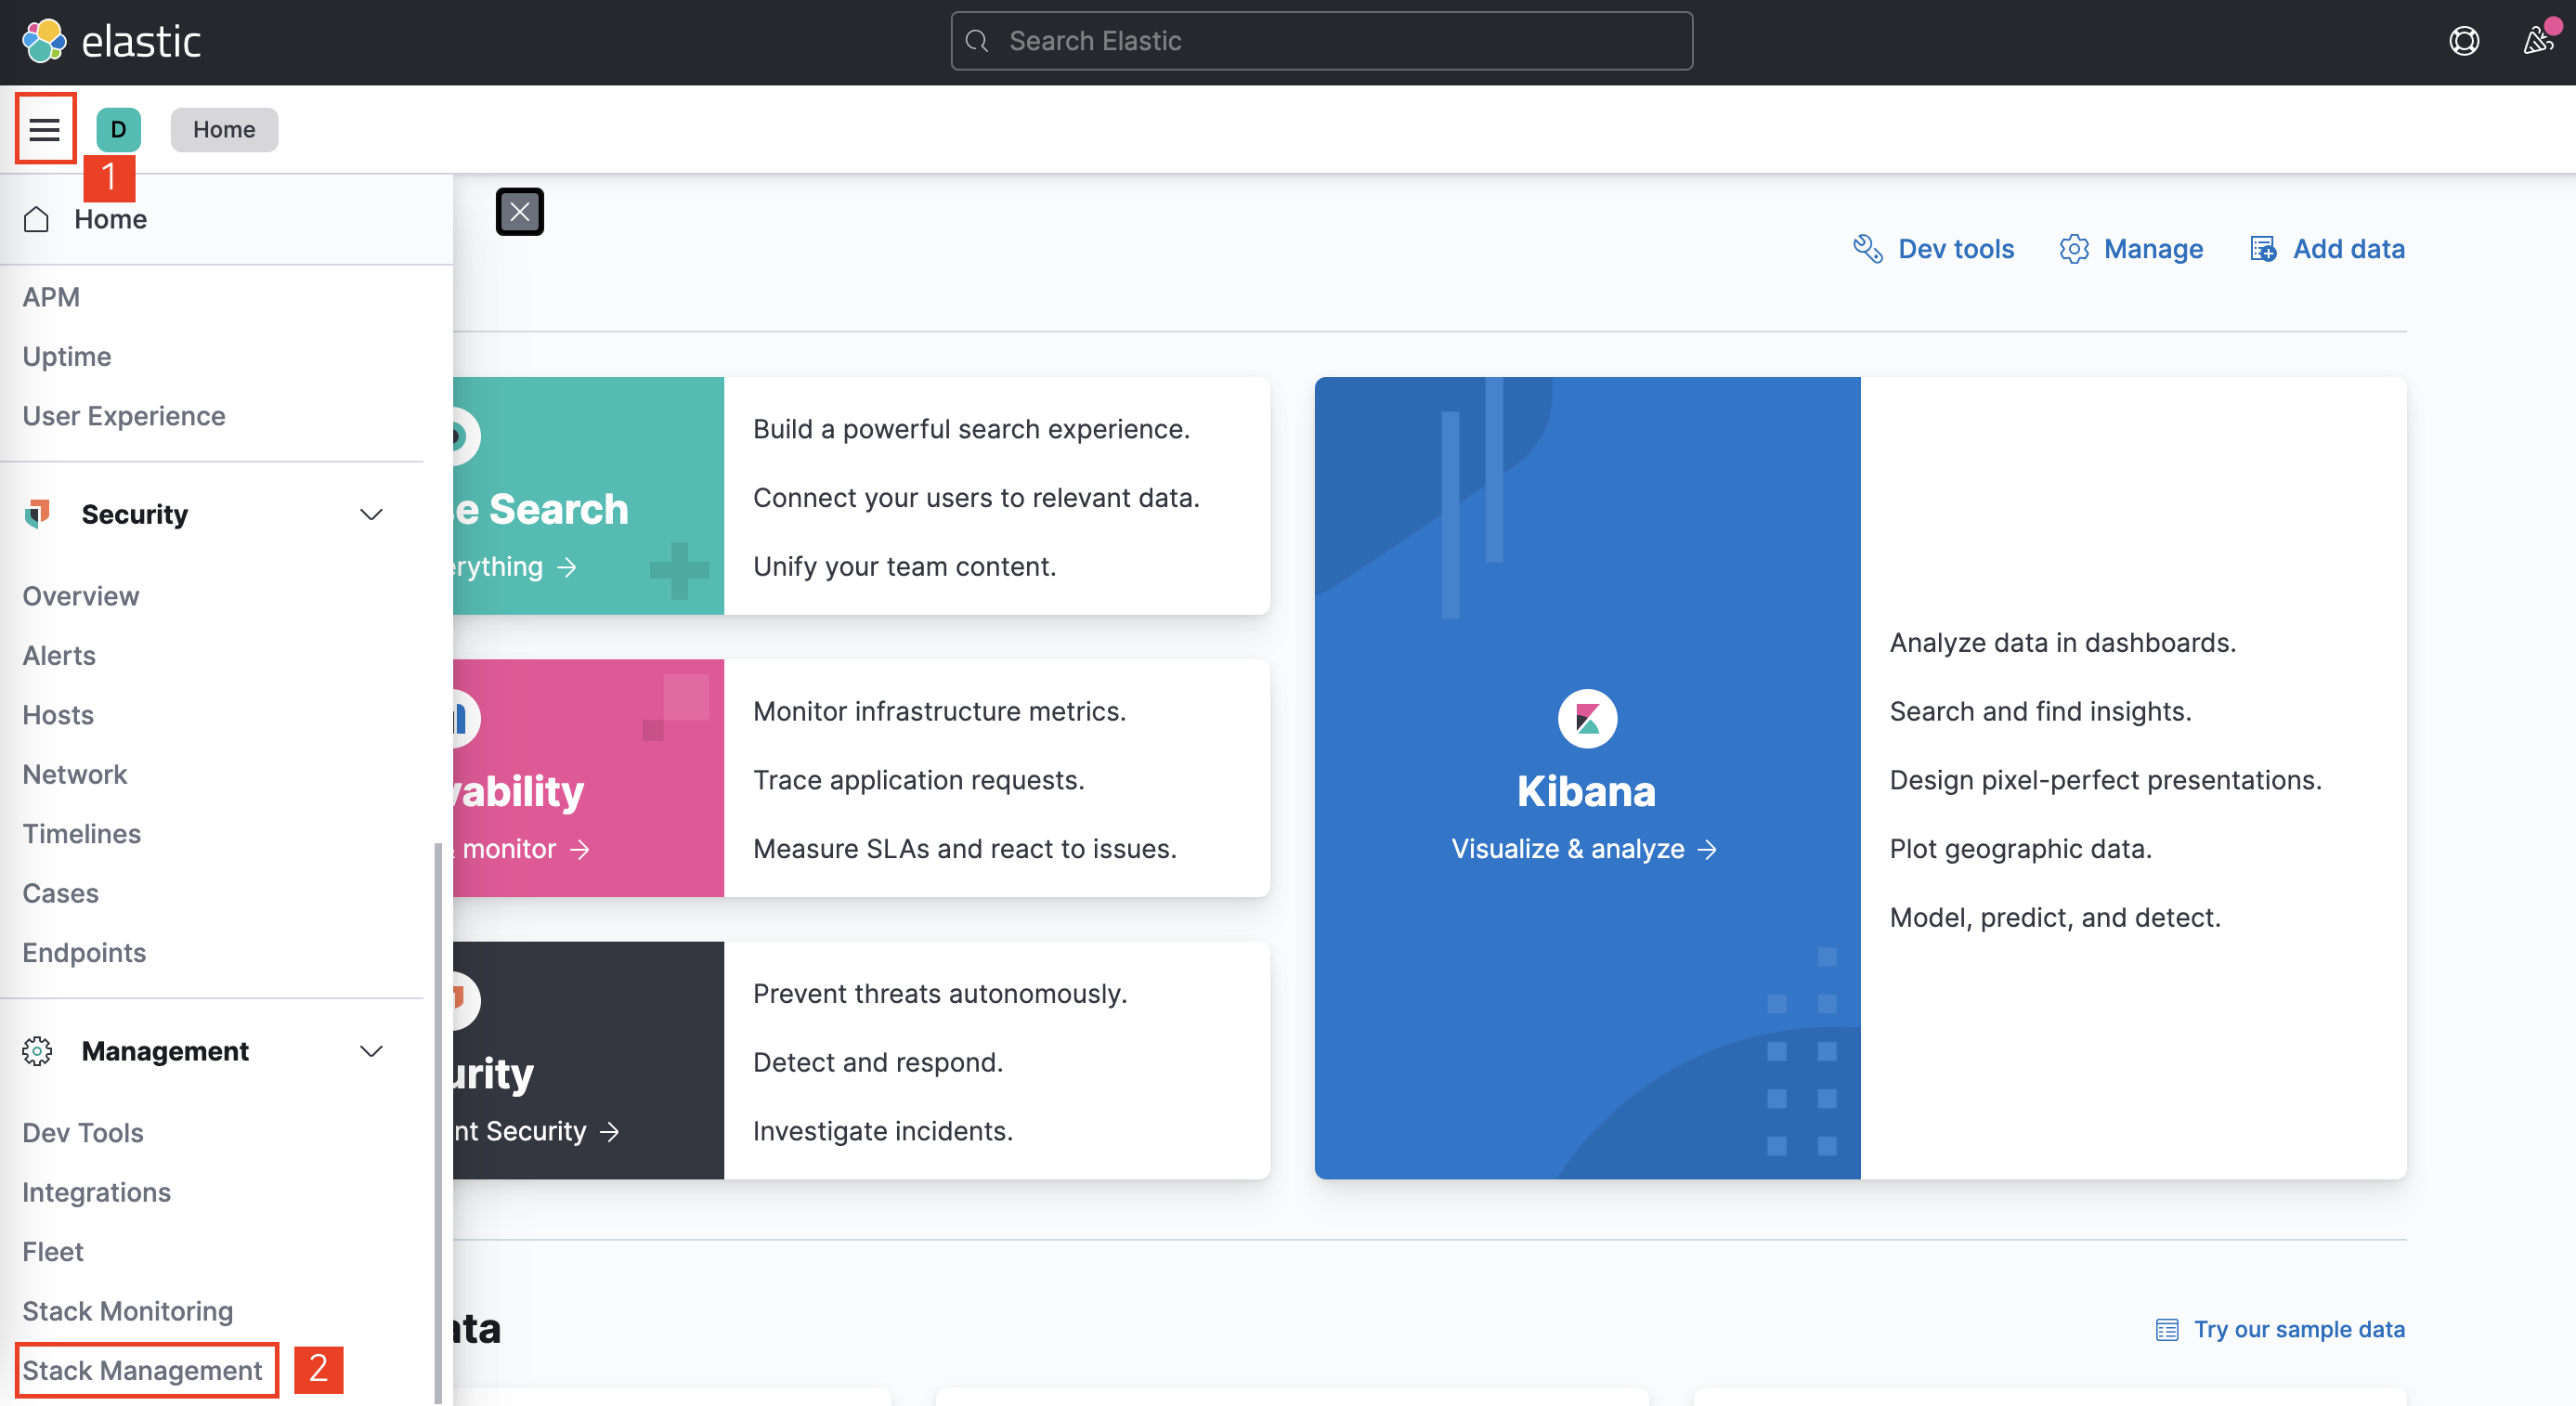 elastic
Search Elastic
D
Home
1
Home
Dev tools
Manage
Add data
APM
Uptime
User Experience
Security
Overview
Alerts
Hosts
Network
Timelines
Cases
Endpoints
Management
Dev Tools
Integrations
Fleet
Stack Monitoring
Stack Management
2
e Search
erything →
Build a powerful search experience.
Connect your users to relevant data.
Unify your team content.
vability
& monitor →
Monitor infrastructure metrics.
Trace application requests.
Measure SLAs and react to issues.
urity
nt Security →
Prevent threats autonomously.
Detect and respond.
Investigate incidents.
Kibana
Visualize & analyze →
Analyze data in dashboards.
Search and find insights.
Design pixel-perfect presentations.
Plot geographic data.
Model, predict, and detect.
ata
Try our sample data